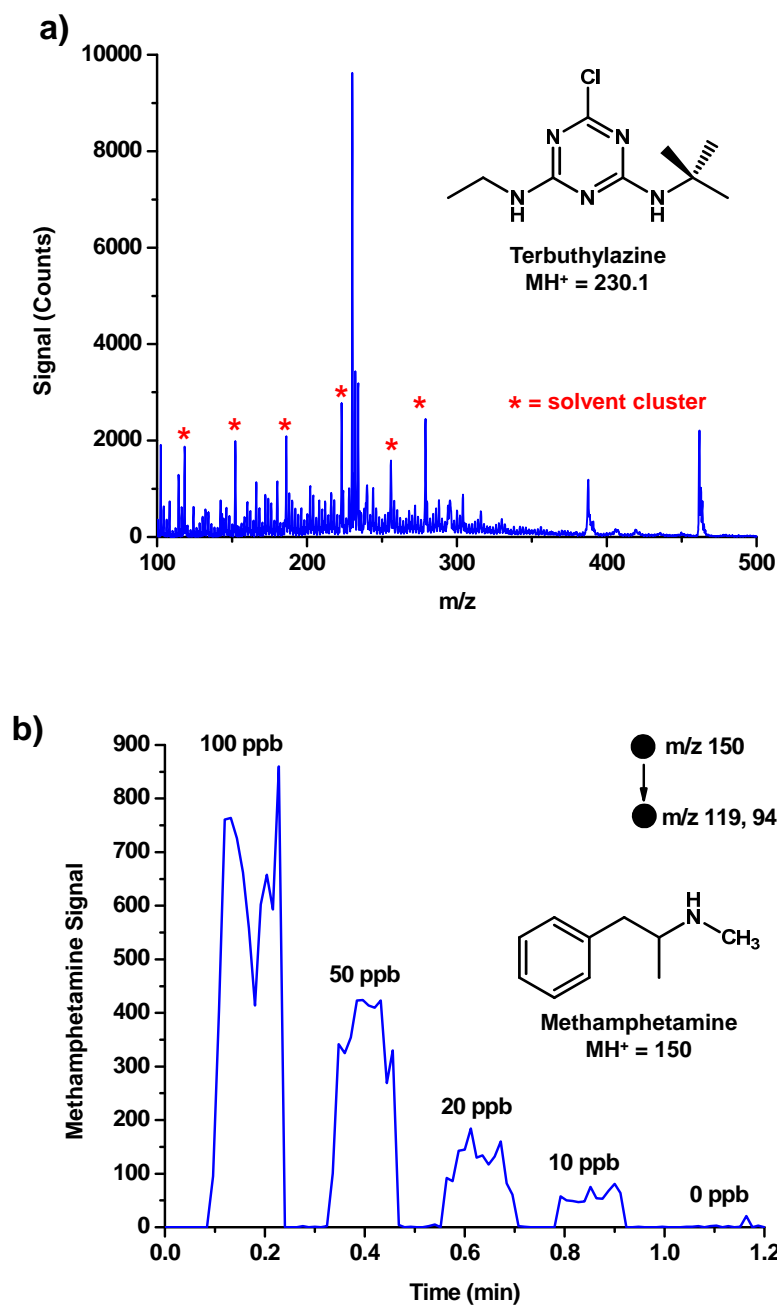 a)
10000
8000
6000
4000
2000
0
Signal (Counts)
Cl
N N
N
N H
N H
Terbuthylazine
MH⁺ = 230.1
* * * * * *
* = solvent cluster
100 200 300 400 500
m/z
b)
900
800
700
600
500
400
300
200
100
0
Methamphetamine Signal
100 ppb
50 ppb
20 ppb
10 ppb
0 ppb
m/z 150
m/z 119, 94
H
N
CH₃
Methamphetamine
MH⁺ = 150
0.0 0.2 0.4 0.6 0.8 1.0 1.2
Time (min)